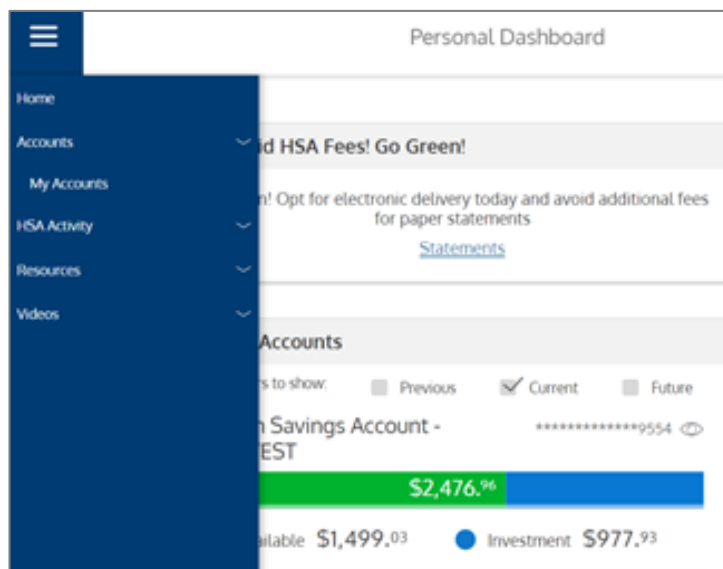 Personal Dashboard
Home
Accounts
My Accounts
HSA Activity
Resources
Videos
id HSA Fees! Go Green!
n! Opt for electronic delivery today and avoid additional fees
for paper statements
Statements
Accounts
rs to show: Previous Current Future
n Savings Account - *************9554
EST
$2,476.96
ailable $1,499.03 Investment $977.93